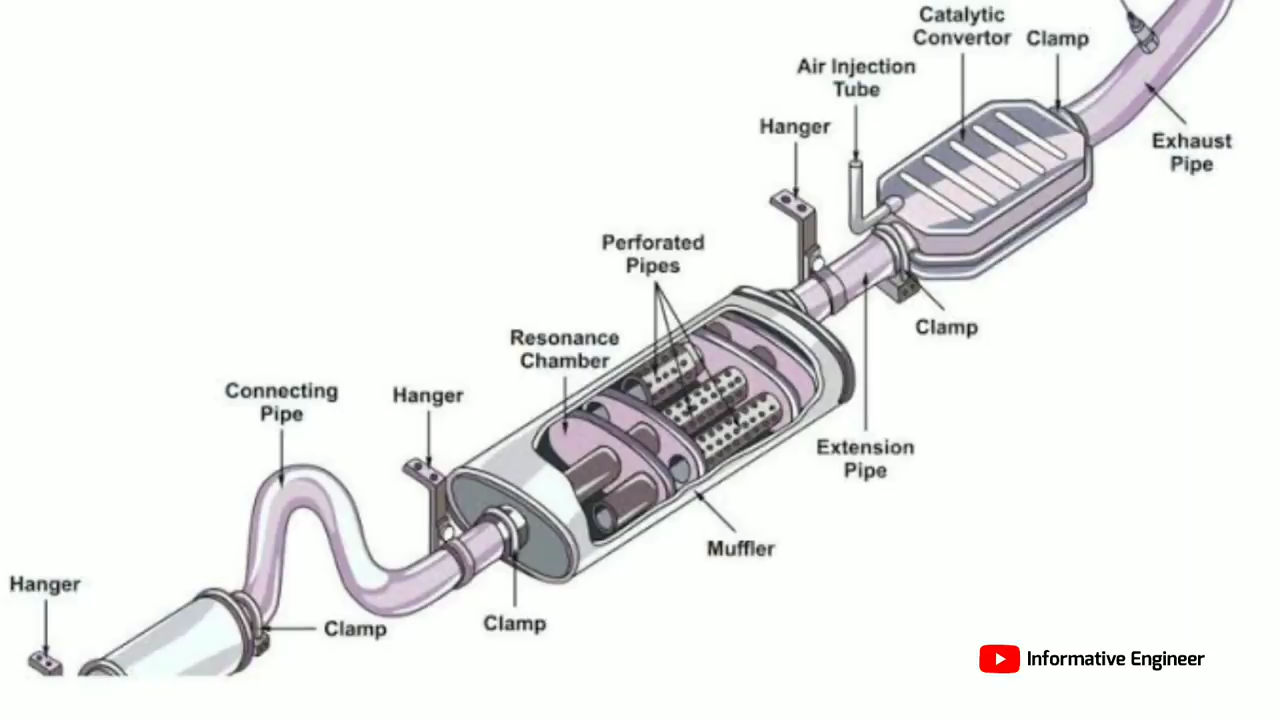 Catalytic
Convertor
Clamp
Air Injection
Tube
Hanger
Exhaust
Pipe
Perforated
Pipes
Clamp
Resonance
Chamber
Connecting
Pipe
Hanger
Extension
Pipe
Muffler
Hanger
Clamp
Clamp
Informative Engineer